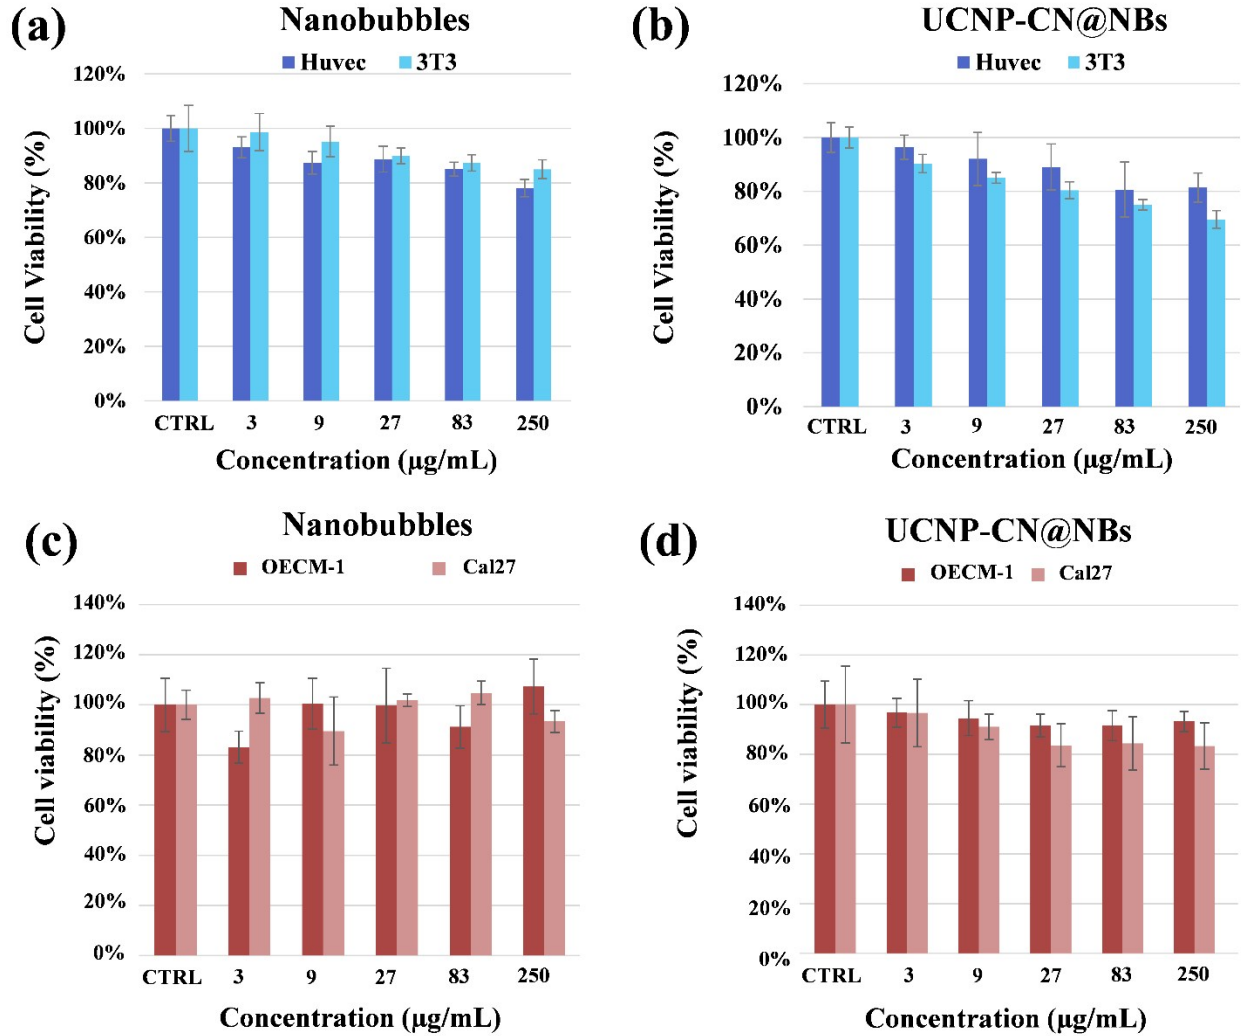 (a)
Nanobubbles
Huvec 3T3
Cell Viability (%)
120%
100%
80%
60%
40%
20%
0%
CTRL 3 9 27 83 250
Concentration (µg/mL)
(b)
UCNP-CN@NBs
Huvec 3T3
Cell Viability (%)
120%
100%
80%
60%
40%
20%
0%
CTRL 3 9 27 83 250
Concentration (µg/mL)
(c)
Nanobubbles
OECM-1 Cal27
Cell viability (%)
140%
120%
100%
80%
60%
40%
20%
0%
CTRL 3 9 27 83 250
Concentration (µg/mL)
(d)
UCNP-CN@NBs
OECM-1 Cal27
Cell viability (%)
140%
120%
100%
80%
60%
40%
20%
0%
CTRL 3 9 27 83 250
Concentration (µg/mL)